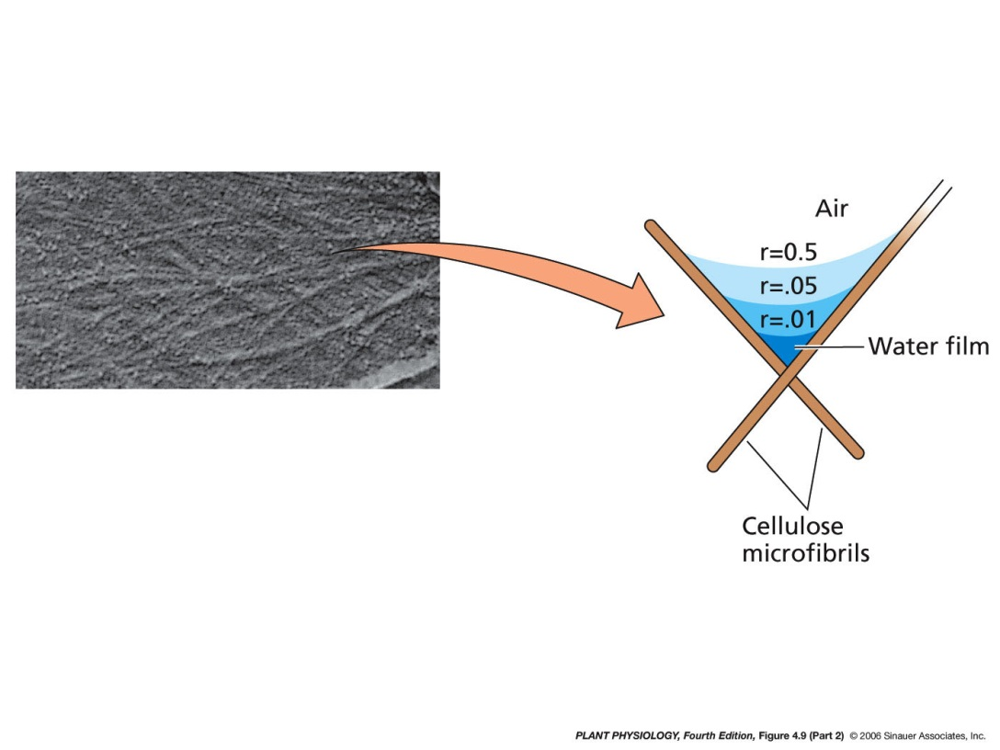 Air
r=0.5
r=.05
r=.01
Water film
Cellulose
microfibrils
PLANT PHYSIOLOGY, Fourth Edition, Figure 4.9 (Part 2) © 2006 Sinauer Associates, Inc.